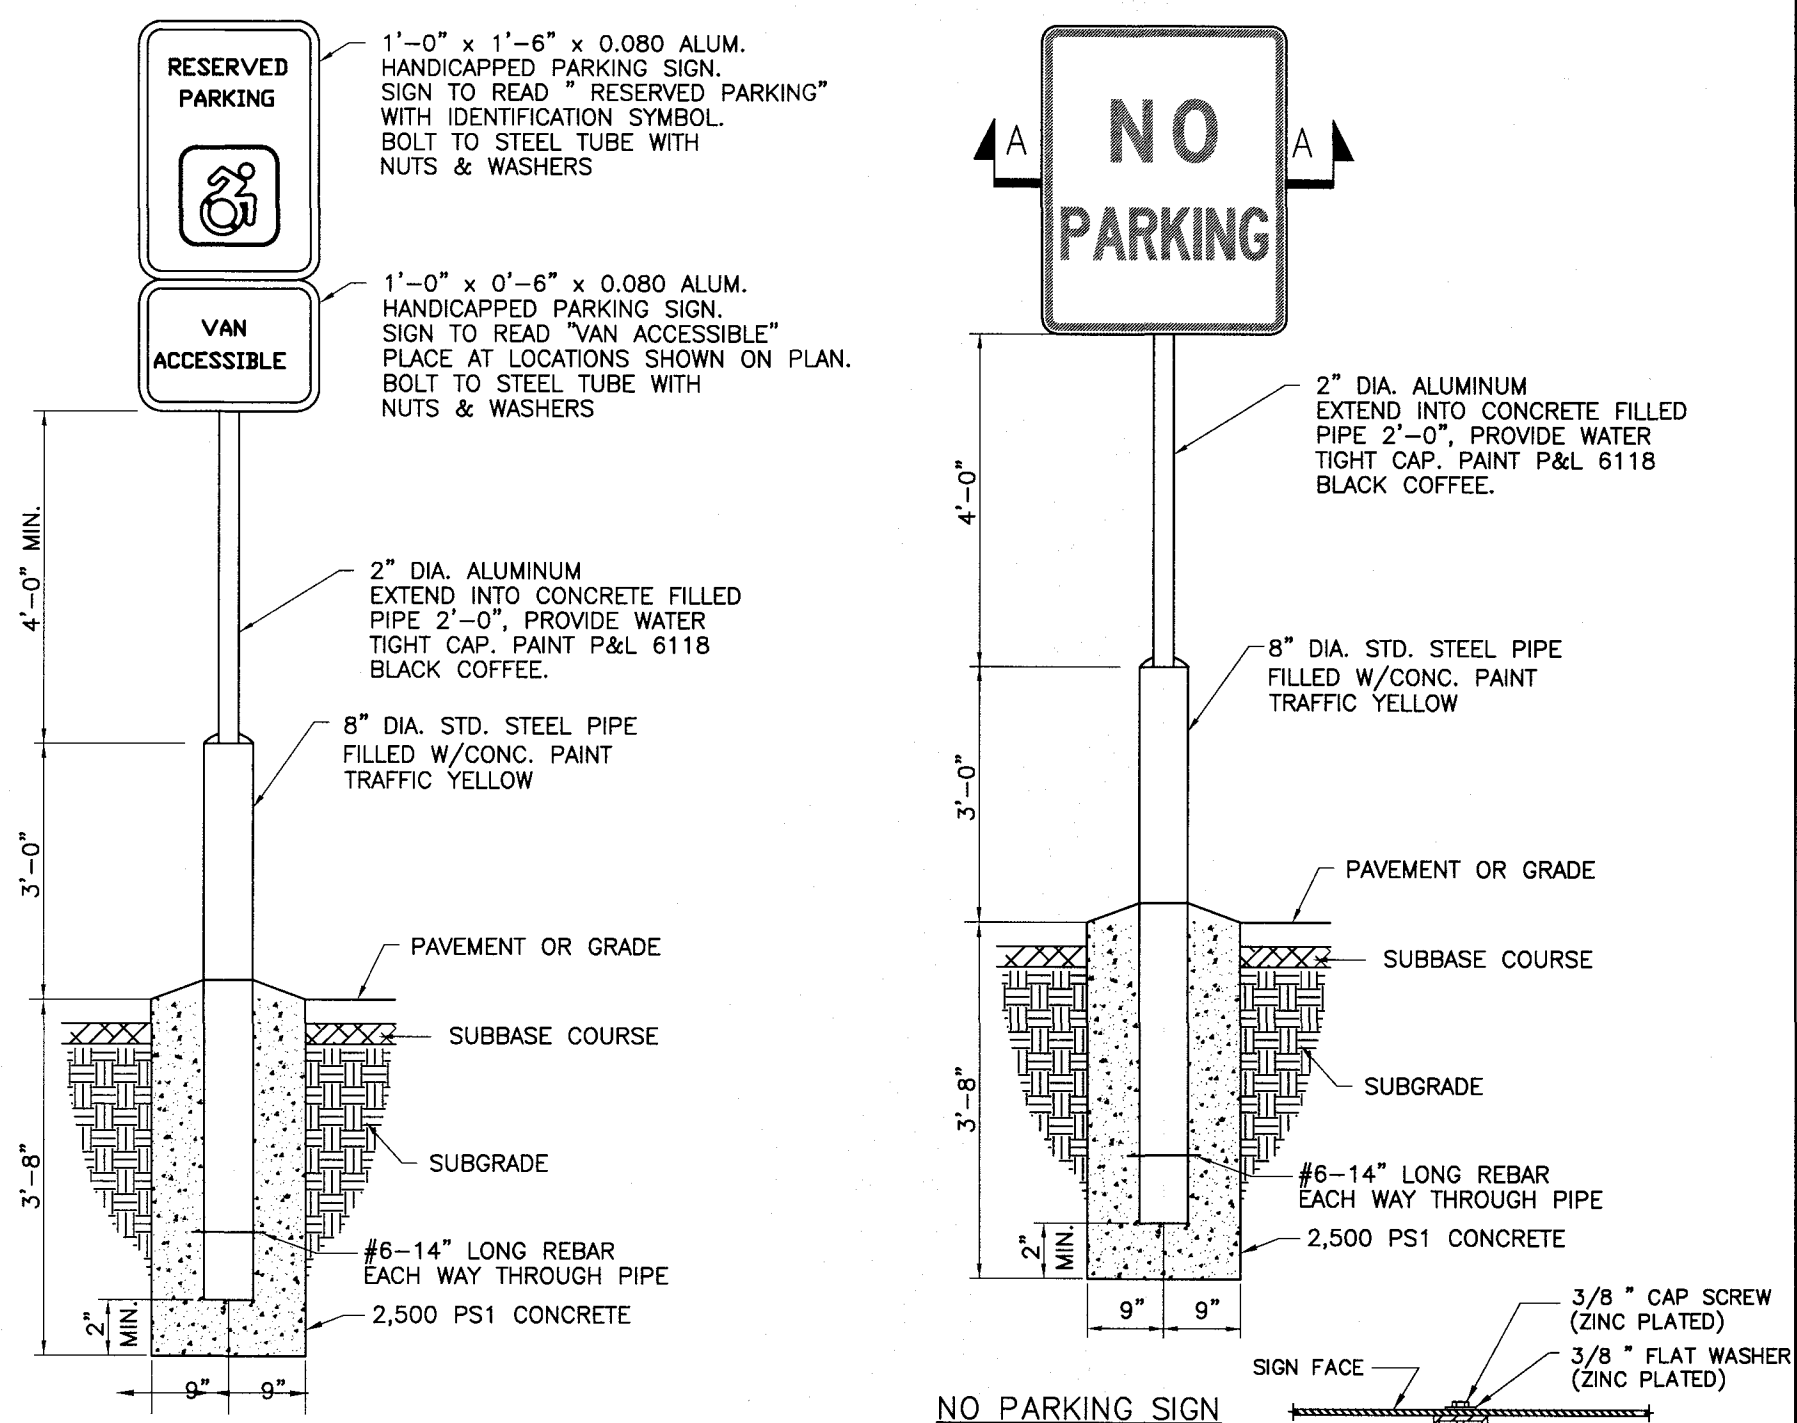 RESERVED
PARKING
1'-0" x 1'-6" x 0.080 ALUM.
HANDICAPPED PARKING SIGN.
SIGN TO READ " RESERVED PARKING"
WITH IDENTIFICATION SYMBOL.
BOLT TO STEEL TUBE WITH
NUTS & WASHERS
VAN
ACCESSIBLE
1'-0" x 0'-6" x 0.080 ALUM.
HANDICAPPED PARKING SIGN.
SIGN TO READ "VAN ACCESSIBLE"
PLACE AT LOCATIONS SHOWN ON PLAN.
BOLT TO STEEL TUBE WITH
NUTS & WASHERS
4'-0" MIN.
2" DIA. ALUMINUM
EXTEND INTO CONCRETE FILLED
PIPE 2'-0", PROVIDE WATER
TIGHT CAP. PAINT P&L 6118
BLACK COFFEE.
8" DIA. STD. STEEL PIPE
FILLED W/CONC. PAINT
TRAFFIC YELLOW
3'-0"
PAVEMENT OR GRADE
SUBBASE COURSE
SUBGRADE
3'-8"
#6-14" LONG REBAR
EACH WAY THROUGH PIPE
2,500 PS1 CONCRETE
2"
MIN.
9" 9"
A A
NO
PARKING
4'-0"
2" DIA. ALUMINUM
EXTEND INTO CONCRETE FILLED
PIPE 2'-0", PROVIDE WATER
TIGHT CAP. PAINT P&L 6118
BLACK COFFEE.
8" DIA. STD. STEEL PIPE
FILLED W/CONC. PAINT
TRAFFIC YELLOW
3'-0"
PAVEMENT OR GRADE
SUBBASE COURSE
SUBGRADE
3'-8"
#6-14" LONG REBAR
EACH WAY THROUGH PIPE
2,500 PS1 CONCRETE
2"
MIN.
9" 9"
NO PARKING SIGN
3/8 " CAP SCREW
(ZINC PLATED)
SIGN FACE
3/8 " FLAT WASHER
(ZINC PLATED)